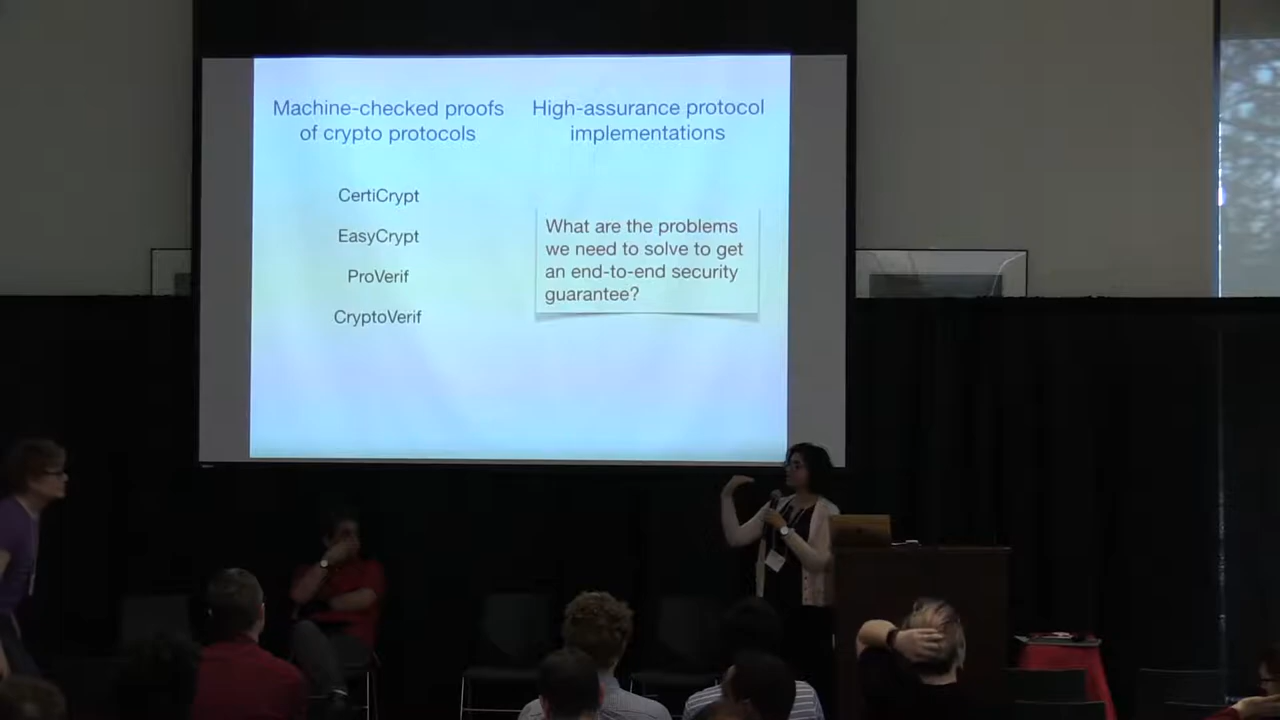 Machine-checked proofs
of crypto protocols
CertiCrypt
EasyCrypt
ProVerif
CryptoVerif
High-assurance protocol
implementations
What are the problems
we need to solve to get
an end-to-end security
guarantee?